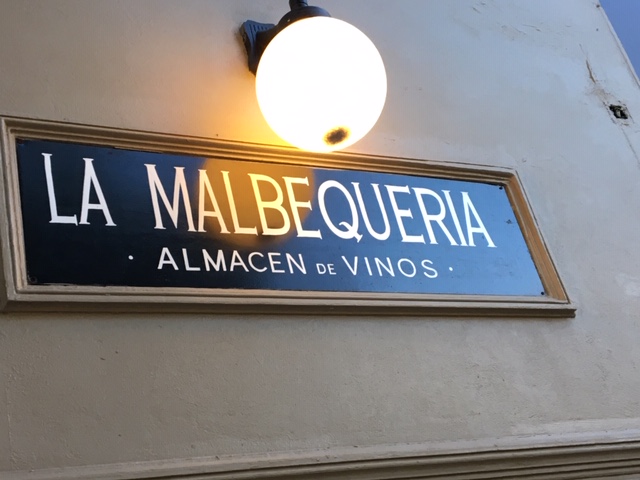 LA MALBEQUERIA
· ALMACEN DE VINOS ·